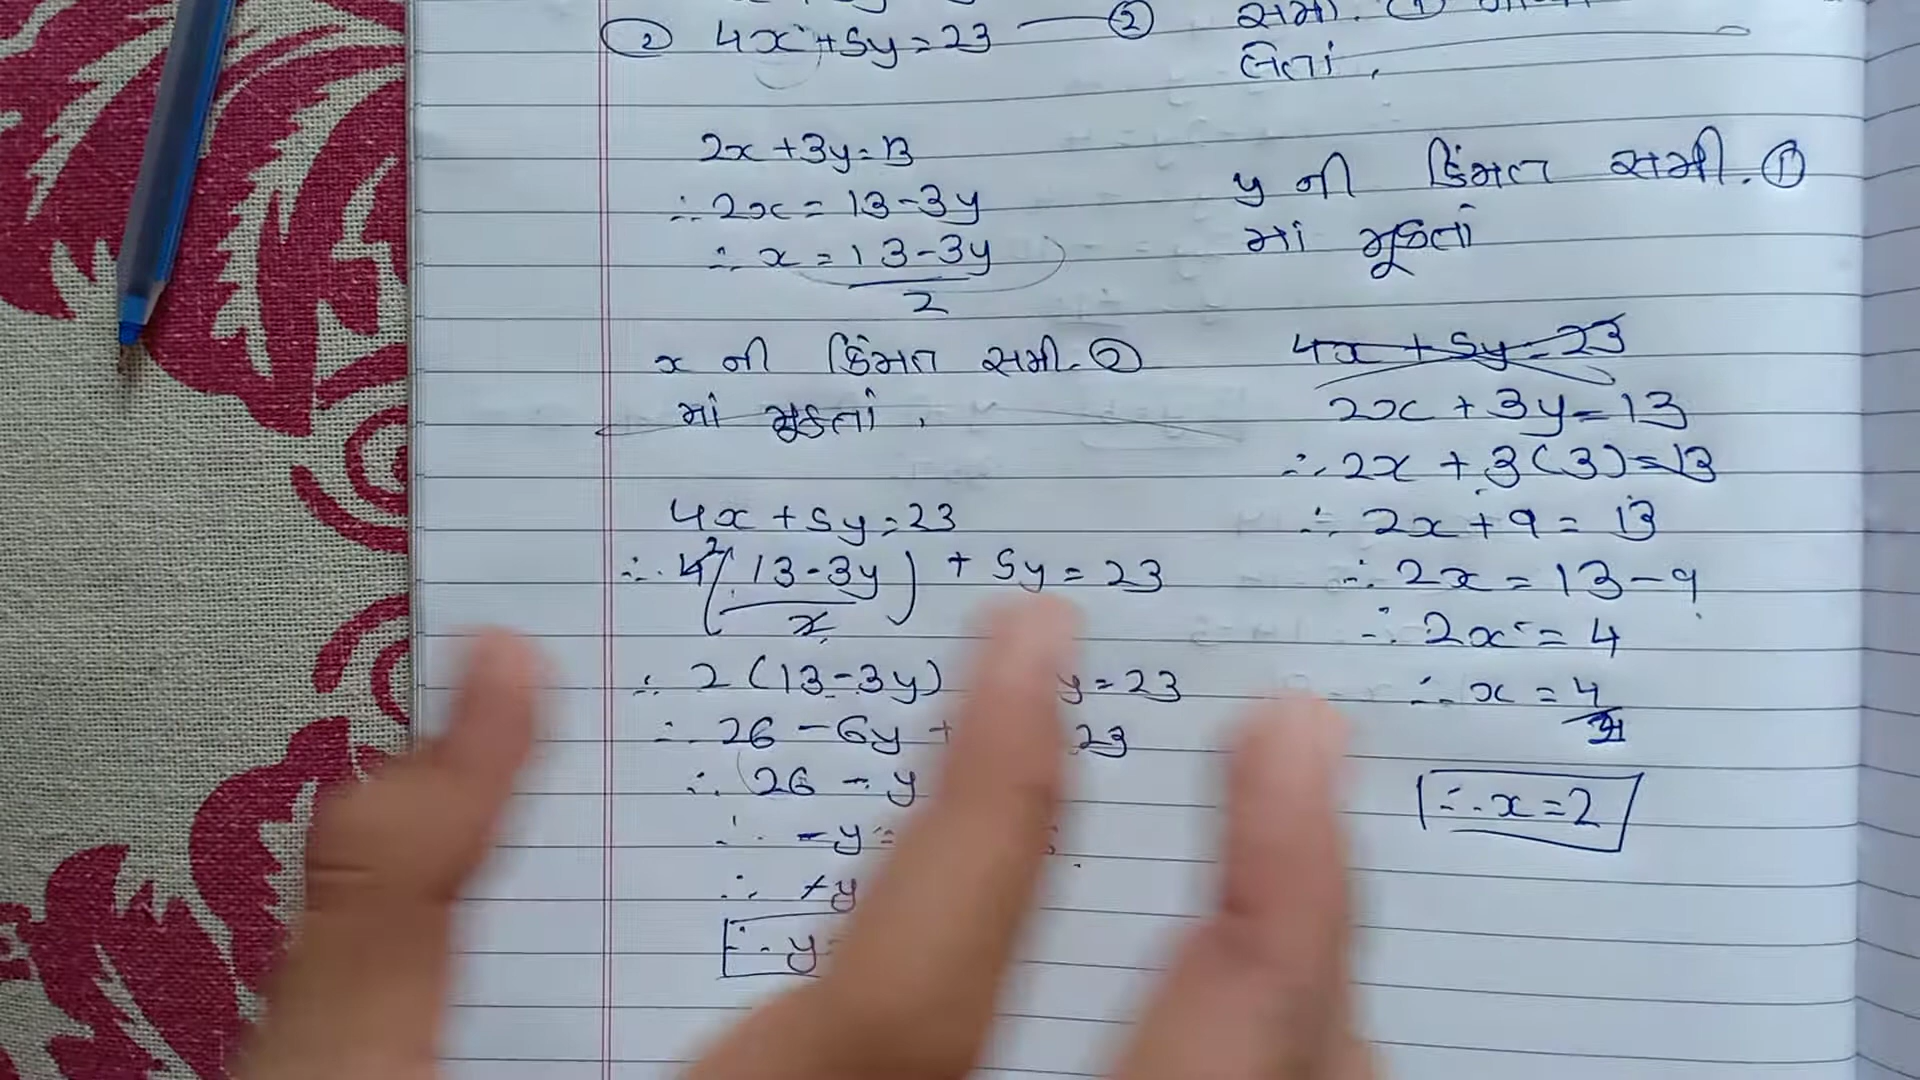 ② 4x + 5y = 23 — ②
2x + 3y = 13
∴ 2x = 13 - 3y
∴ x = 13 - 3y
2
x ની કિંમત સમી. ②
માં મૂકતાં,
4x + 5y = 23
∴ 4² ( 13 - 3y ) + 5y = 23
2
∴ 2 (13 - 3y) y = 23
∴ 26 - 6y + 23
∴ 26 - y
∴ - y =
∴ + y
∴ y =
સમી. ①
લેતાં,
y ની કિંમત સમી. ①
માં મૂકતાં
4x + 5y = 23
2x + 3y = 13
∴ 2x + 3(3) = 13
∴ 2x + 9 = 13
∴ 2x = 13 - 9
∴ 2x = 4
∴ x = 4
2
∴ x = 2